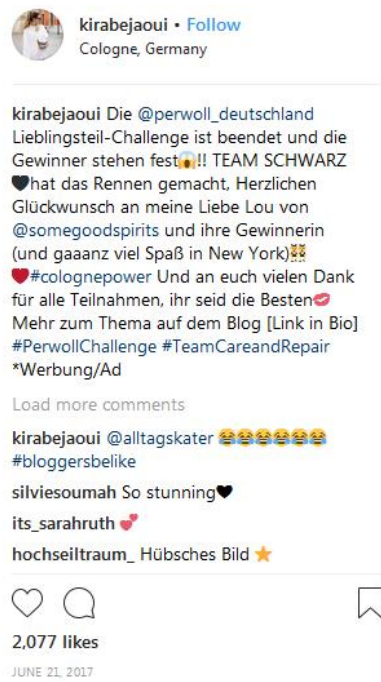 kirabejaoui • Follow
Cologne, Germany
kirabejaoui Die @perwoll_deutschland
Lieblingsteil-Challenge ist beendet und die
Gewinner stehen fest😱!! TEAM SCHWARZ
🖤hat das Rennen gemacht, Herzlichen
Glückwunsch an meine Liebe Lou von
@somegoodspirits und ihre Gewinnerin
(und gaaanz viel Spaß in New York)👯
❤#colognepower Und an euch vielen Dank
für alle Teilnahmen, ihr seid die Besten💋
Mehr zum Thema auf dem Blog [Link in Bio]
#PerwollChallenge #TeamCareandRepair
*Werbung/Ad
Load more comments
kirabejaoui @alltagskater 😂😂😂😂😂😂
#bloggersbelike
silviesoumah So stunning🖤
its_sarahruth 💕
hochseiltraum_ Hübsches Bild ⭐
2,077 likes
JUNE 21, 2017